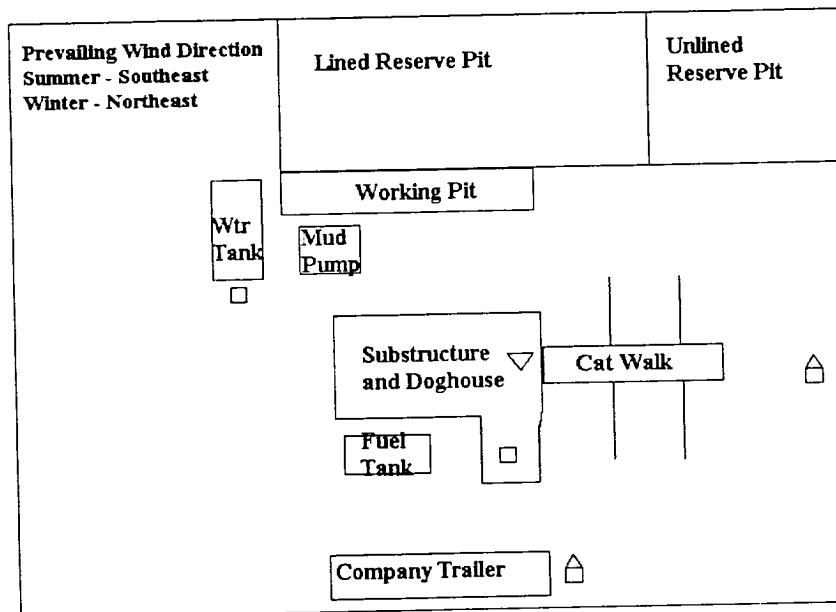 Prevailing Wind Direction
Summer - Southeast
Winter - Northeast
Lined Reserve Pit
Unlined
Reserve Pit
Working Pit
Wtr
Tank
Mud
Pump
Substructure
and Doghouse
Cat Walk
Fuel
Tank
Company Trailer